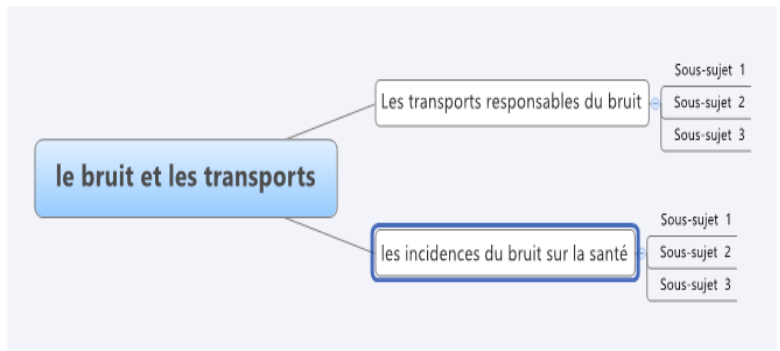 le bruit et les transports
Les transports responsables du bruit
Sous-sujet 1
Sous-sujet 2
Sous-sujet 3
les incidences du bruit sur la santé
Sous-sujet 1
Sous-sujet 2
Sous-sujet 3